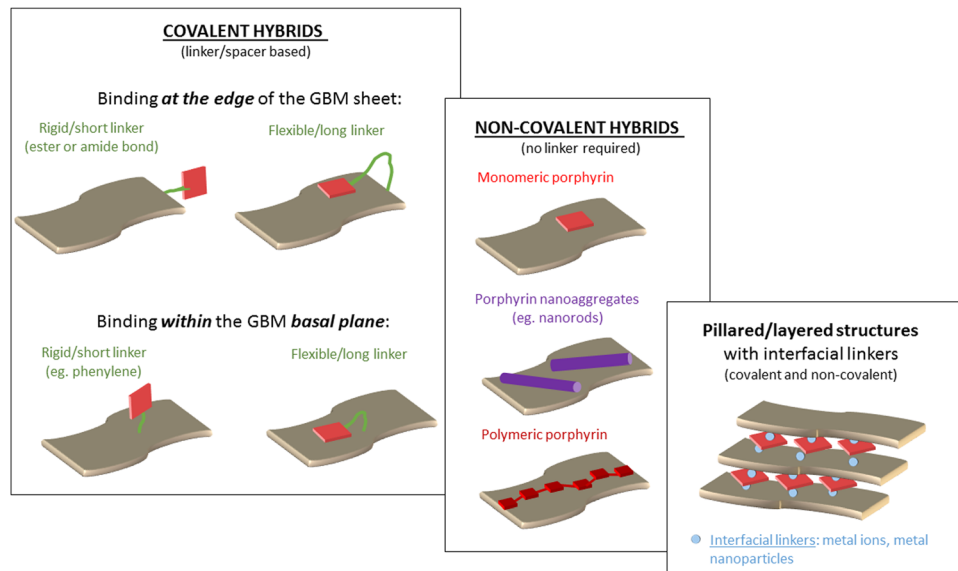 COVALENT HYBRIDS
(linker/spacer based)
Binding at the edge of the GBM sheet:
Rigid/short linker
(ester or amide bond)
Flexible/long linker
Binding within the GBM basal plane:
Rigid/short linker
(eg. phenylene)
Flexible/long linker
NON-COVALENT HYBRIDS
(no linker required)
Monomeric porphyrin
Porphyrin nanoaggregates
(eg. nanorods)
Polymeric porphyrin
Pillared/layered structures
with interfacial linkers
(covalent and non-covalent)
Interfacial linkers: metal ions, metal
nanoparticles